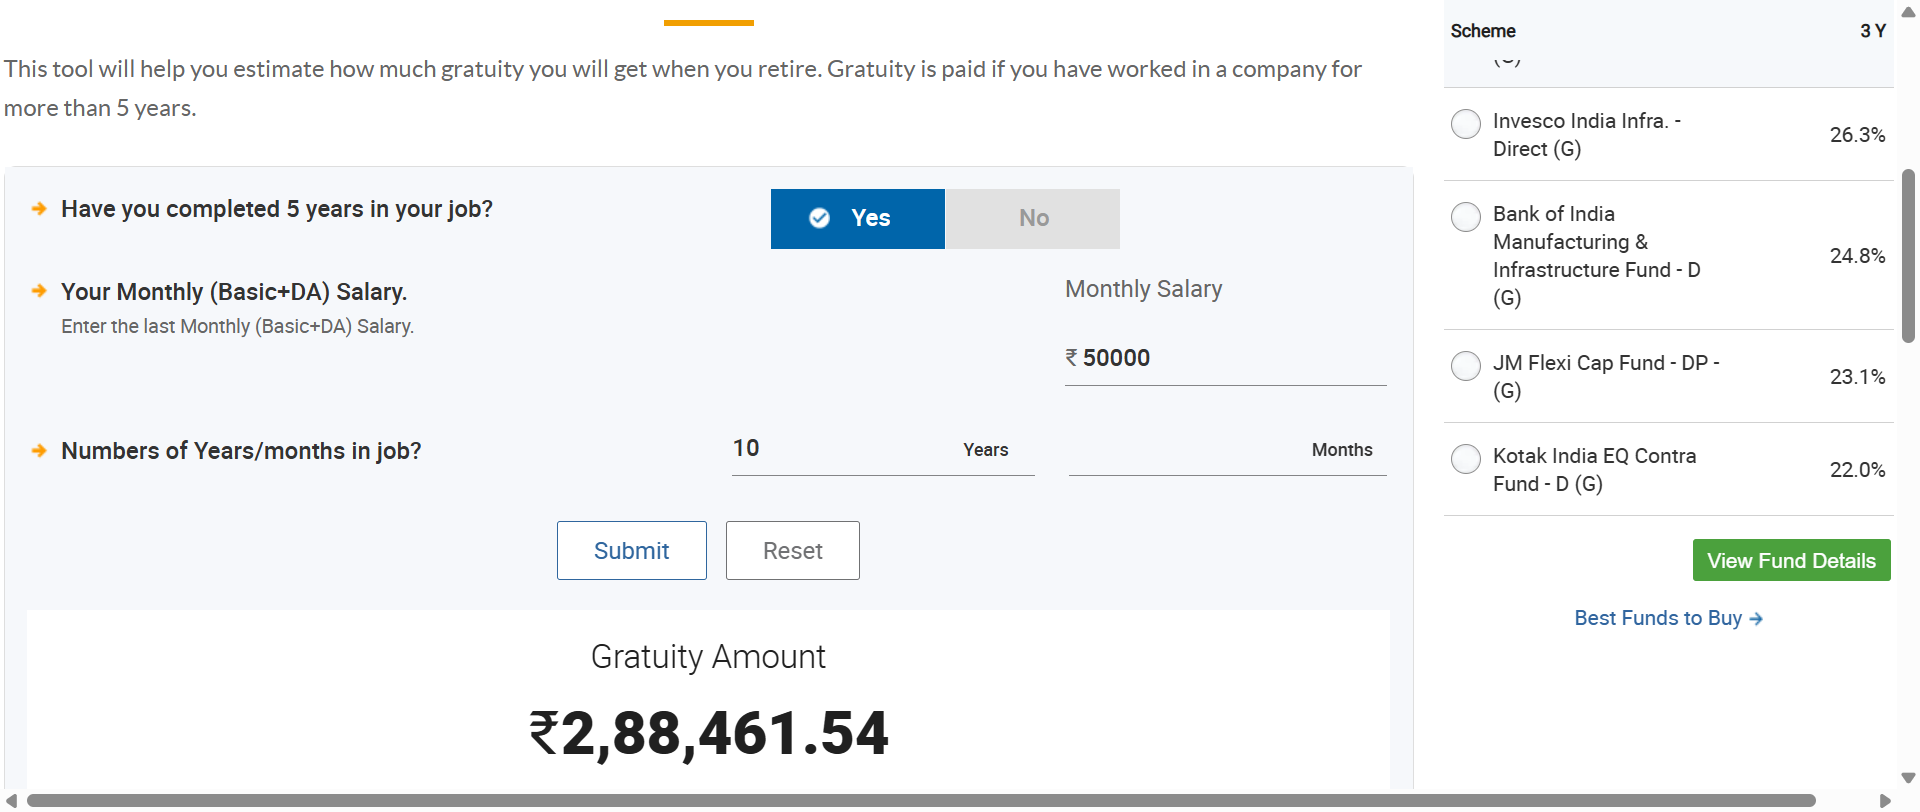 This tool will help you estimate how much gratuity you will get when you retire. Gratuity is paid if you have worked in a company for
more than 5 years.
Have you completed 5 years in your job?
Yes
No
Your Monthly (Basic+DA) Salary.
Enter the last Monthly (Basic+DA) Salary.
Monthly Salary
₹ 50000
Numbers of Years/months in job?
10 Years
Months
Submit
Reset
Gratuity Amount
₹2,88,461.54
Scheme 3 Y
Invesco India Infra. -
Direct (G)
26.3%
Bank of India
Manufacturing &
Infrastructure Fund - D
(G)
24.8%
JM Flexi Cap Fund - DP -
(G)
23.1%
Kotak India EQ Contra
Fund - D (G)
22.0%
View Fund Details
Best Funds to Buy